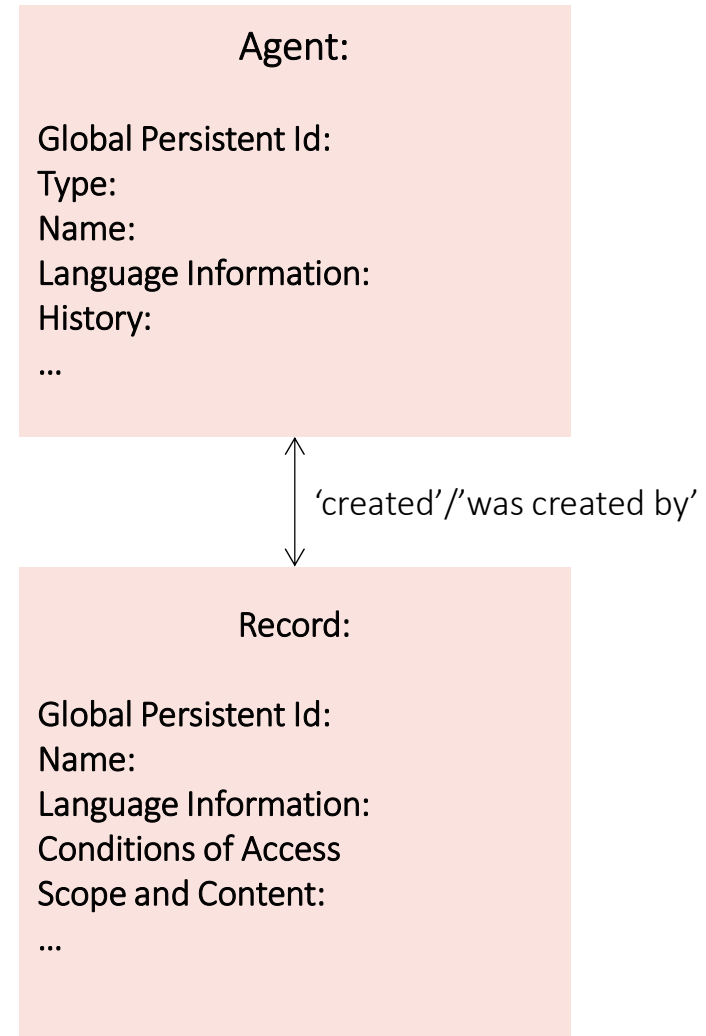 Agent:
Global Persistent Id:
Type:
Name:
Language Information:
History:
…
‘created’/’was created by’
Record:
Global Persistent Id:
Name:
Language Information:
Conditions of Access
Scope and Content:
…